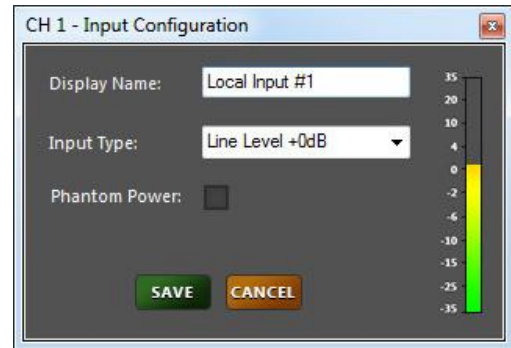 CH 1 - Input Configuration
x
Display Name: Local Input #1
Input Type: Line Level +0dB
Phantom Power:
SAVE CANCEL
35
20
10
4
0
-2
-6
-10
-15
-25
-35